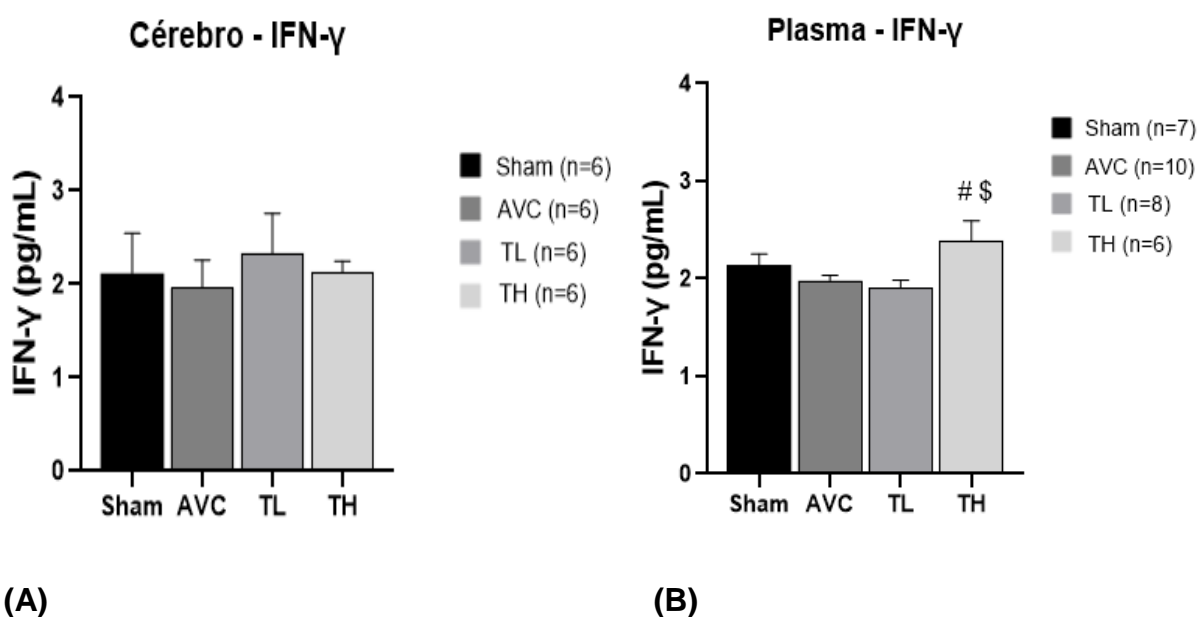 Cérebro - IFN-γ
IFN-γ (pg/mL)
4
3
2
1
0
Sham AVC TL TH
Sham (n=6)
AVC (n=6)
TL (n=6)
TH (n=6)
(A)
Plasma - IFN-γ
IFN-γ (pg/mL)
4
3
2
1
0
# $
Sham AVC TL TH
Sham (n=7)
AVC (n=10)
TL (n=8)
TH (n=6)
(B)